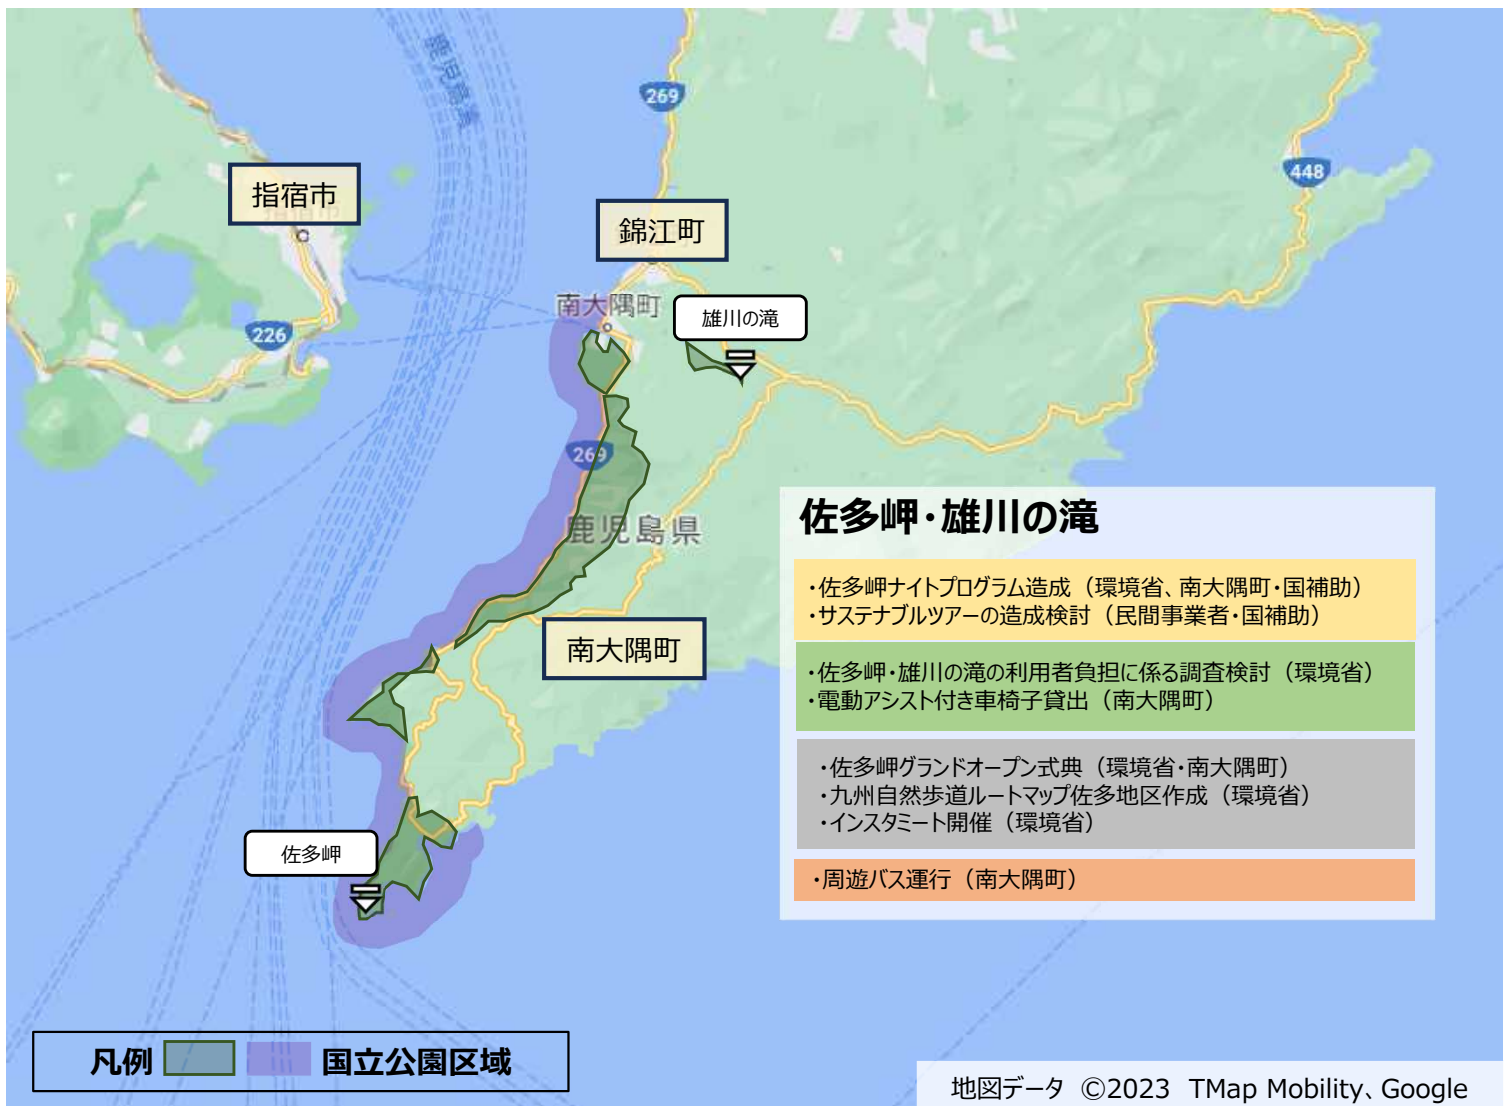 鹿児島湾
269
448
指宿市
錦江町
南大隅町
雄川の滝
226
269
鹿児島県
佐多岬・雄川の滝
・佐多岬ナイトプログラム造成（環境省、南大隅町・国補助）
・サステナブルツアーの造成検討（民間事業者・国補助）
・佐多岬・雄川の滝の利用者負担に係る調査検討（環境省）
・電動アシスト付き車椅子貸出（南大隅町）
南大隅町
・佐多岬グランドオープン式典（環境省・南大隅町）
・九州自然歩道ルートマップ佐多地区作成（環境省）
・インスタミート開催（環境省）
佐多岬
・周遊バス運行（南大隅町）
凡例 国立公園区域
地図データ ©2023 TMap Mobility、Google